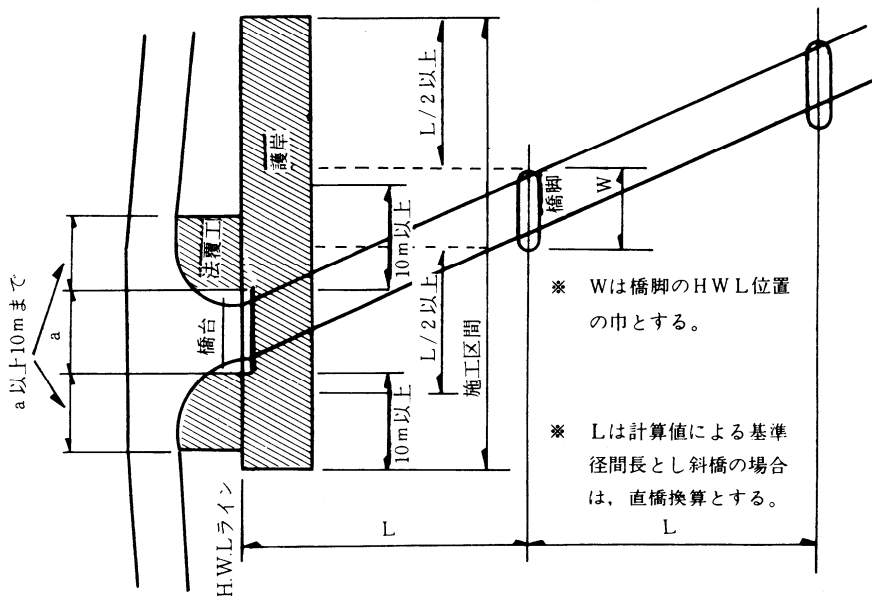 L/2以上
護岸
W
橋脚
10m以上
法覆工
a以上10mまで
a
橋台
L/2以上
施工区間
10m以上
※ Wは橋脚のHWL位置
の巾とする。
※ Lは計算値による基準
径間長とし斜橋の場合
は，直橋換算とする。
H.W.Lライン
L
L